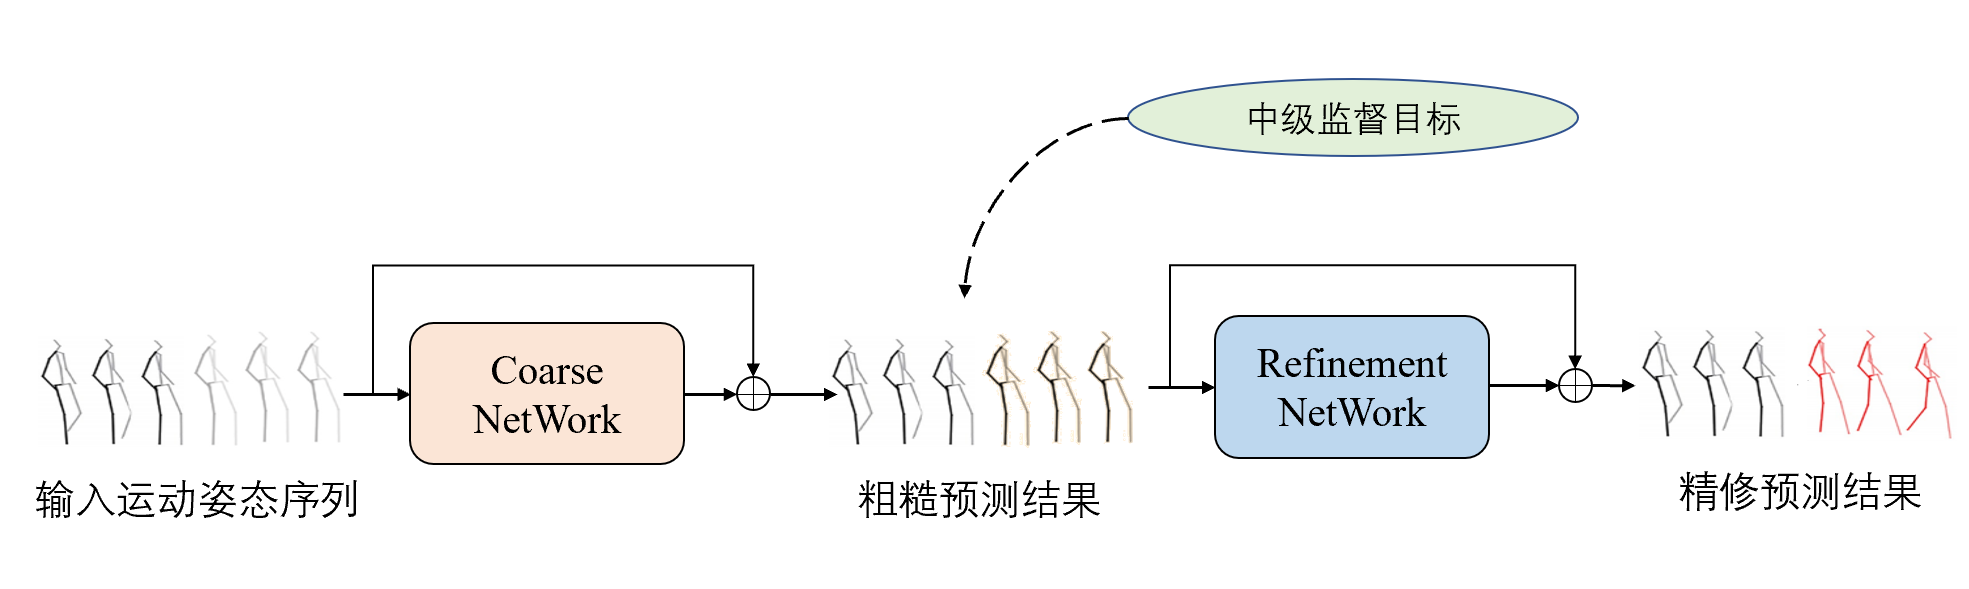 中级监督目标
Coarse
NetWork
Refinement
NetWork
输入运动姿态序列
粗糙预测结果
精修预测结果